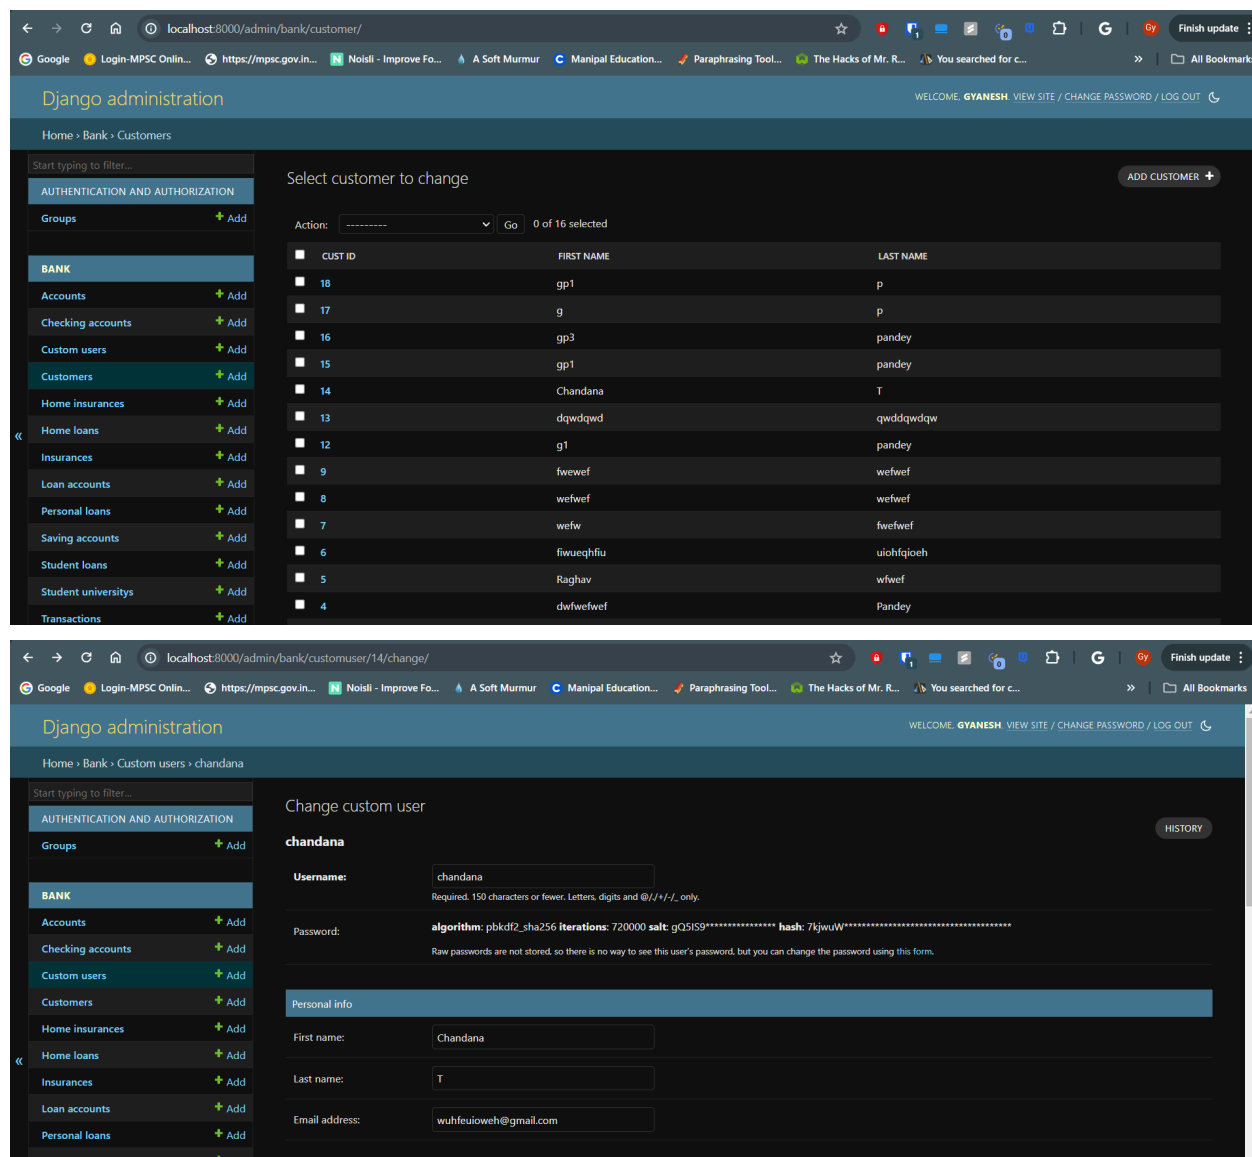 localhost:8000/admin/bank/customer/ Finish update
Google Login-MPSC Onlin... https://mpsc.gov.in... Noisli - Improve Fo... A Soft Murmur Manipal Education... Paraphrasing Tool... The Hacks of Mr. R... You searched for c... » All Bookmark
Django administration WELCOME, GYANESH. VIEW SITE / CHANGE PASSWORD / LOG OUT
Home › Bank › Customers
Start typing to filter...
AUTHENTICATION AND AUTHORIZATION
Groups + Add
BANK
Accounts + Add
Checking accounts + Add
Custom users + Add
Customers + Add
Home insurances + Add
Home loans + Add
Insurances + Add
Loan accounts + Add
Personal loans + Add
Saving accounts + Add
Student loans + Add
Student universitys + Add
Transactions + Add
«
Select customer to change ADD CUSTOMER +
Action: --------- Go 0 of 16 selected
CUST ID FIRST NAME LAST NAME
18 gp1 p
17 g p
16 gp3 pandey
15 gp1 pandey
14 Chandana T
13 dqwdqwd qwddqwdqw
12 g1 pandey
9 fwewef wefwef
8 wefwef wefwef
7 wefw fwefwef
6 fiwueqhfiu uiohfqioeh
5 Raghav wfwef
4 dwfwefwef Pandey
localhost:8000/admin/bank/customuser/14/change/ Finish update
Google Login-MPSC Onlin... https://mpsc.gov.in... Noisli - Improve Fo... A Soft Murmur Manipal Education... Paraphrasing Tool... The Hacks of Mr. R... You searched for c... » All Bookmarks
Django administration WELCOME, GYANESH. VIEW SITE / CHANGE PASSWORD / LOG OUT
Home › Bank › Custom users › chandana
Start typing to filter...
AUTHENTICATION AND AUTHORIZATION
Groups + Add
BANK
Accounts + Add
Checking accounts + Add
Custom users + Add
Customers + Add
Home insurances + Add
Home loans + Add
Insurances + Add
Loan accounts + Add
Personal loans + Add
«
Change custom user
HISTORY
chandana
Username: chandana
Required. 150 characters or fewer. Letters, digits and @/./+/-/_ only.
Password: algorithm: pbkdf2_sha256 iterations: 720000 salt: gQ5IS9**************** hash: 7kjwuW**************************************
Raw passwords are not stored, so there is no way to see this user's password, but you can change the password using this form.
Personal info
First name: Chandana
Last name: T
Email address: wuhfeuioweh@gmail.com